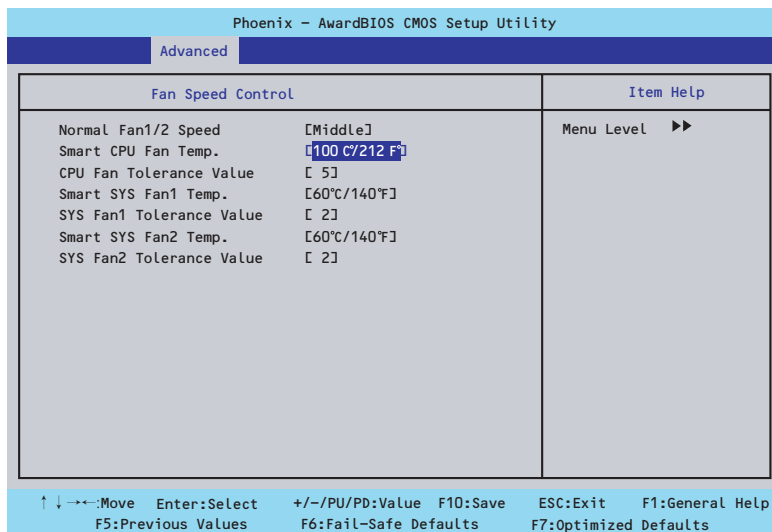 Phoenix – AwardBIOS CMOS Setup Utility
Advanced
Fan Speed Control
Item Help
Normal Fan1/2 Speed [Middle]
Menu Level ▶▶
Smart CPU Fan Temp. [100 C°/212 F°]
CPU Fan Tolerance Value [ 5]
Smart SYS Fan1 Temp. [60°C/140°F]
SYS Fan1 Tolerance Value [ 2]
Smart SYS Fan2 Temp. [60°C/140°F]
SYS Fan2 Tolerance Value [ 2]
↑↓→←:Move Enter:Select +/-/PU/PD:Value F10:Save ESC:Exit F1:General Help
F5:Previous Values F6:Fail-Safe Defaults F7:Optimized Defaults